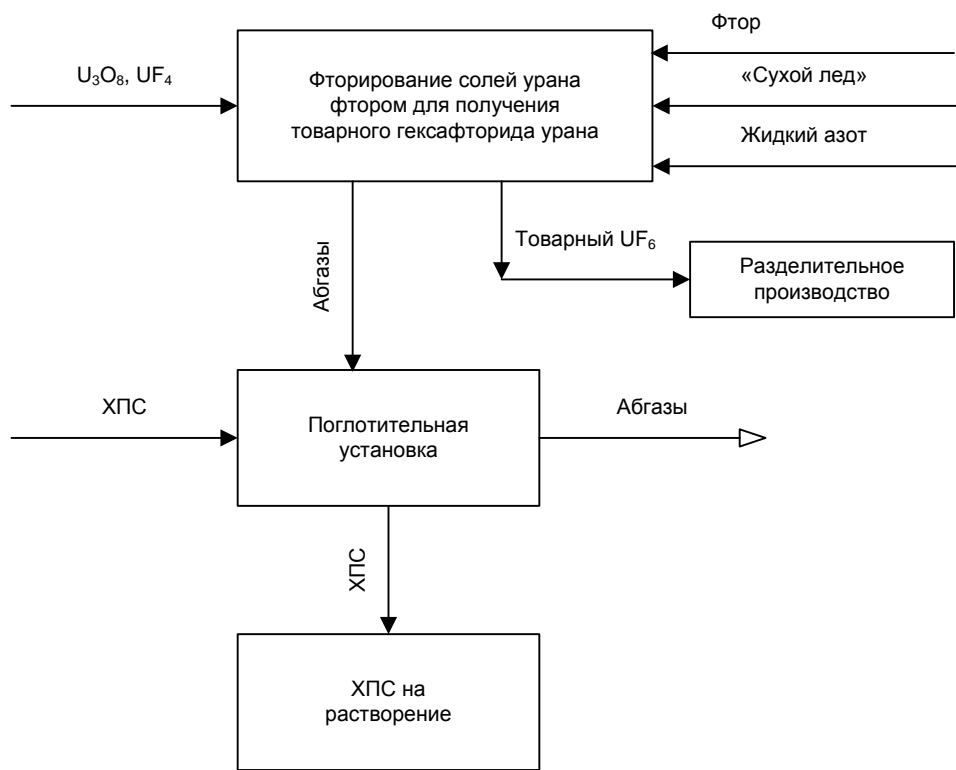 Фтор
U₃O₈, UF₄
Фторирование солей урана
фтором для получения
товарного гексафторида урана
«Сухой лед»
Жидкий азот
Абгазы
Товарный UF₆
Разделительное
производство
ХПС
Поглотительная
установка
Абгазы
ХПС
ХПС на
растворение